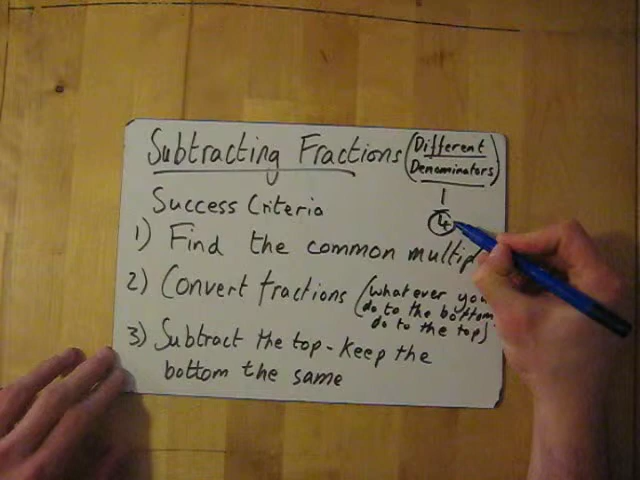 Subtracting Fractions (Different
Denominators)
1
4
Success Criteria
1) Find the common multip
2) Convert fractions (whatever you
do to the bottom
do to the top)
3) Subtract the top - keep the
bottom the same